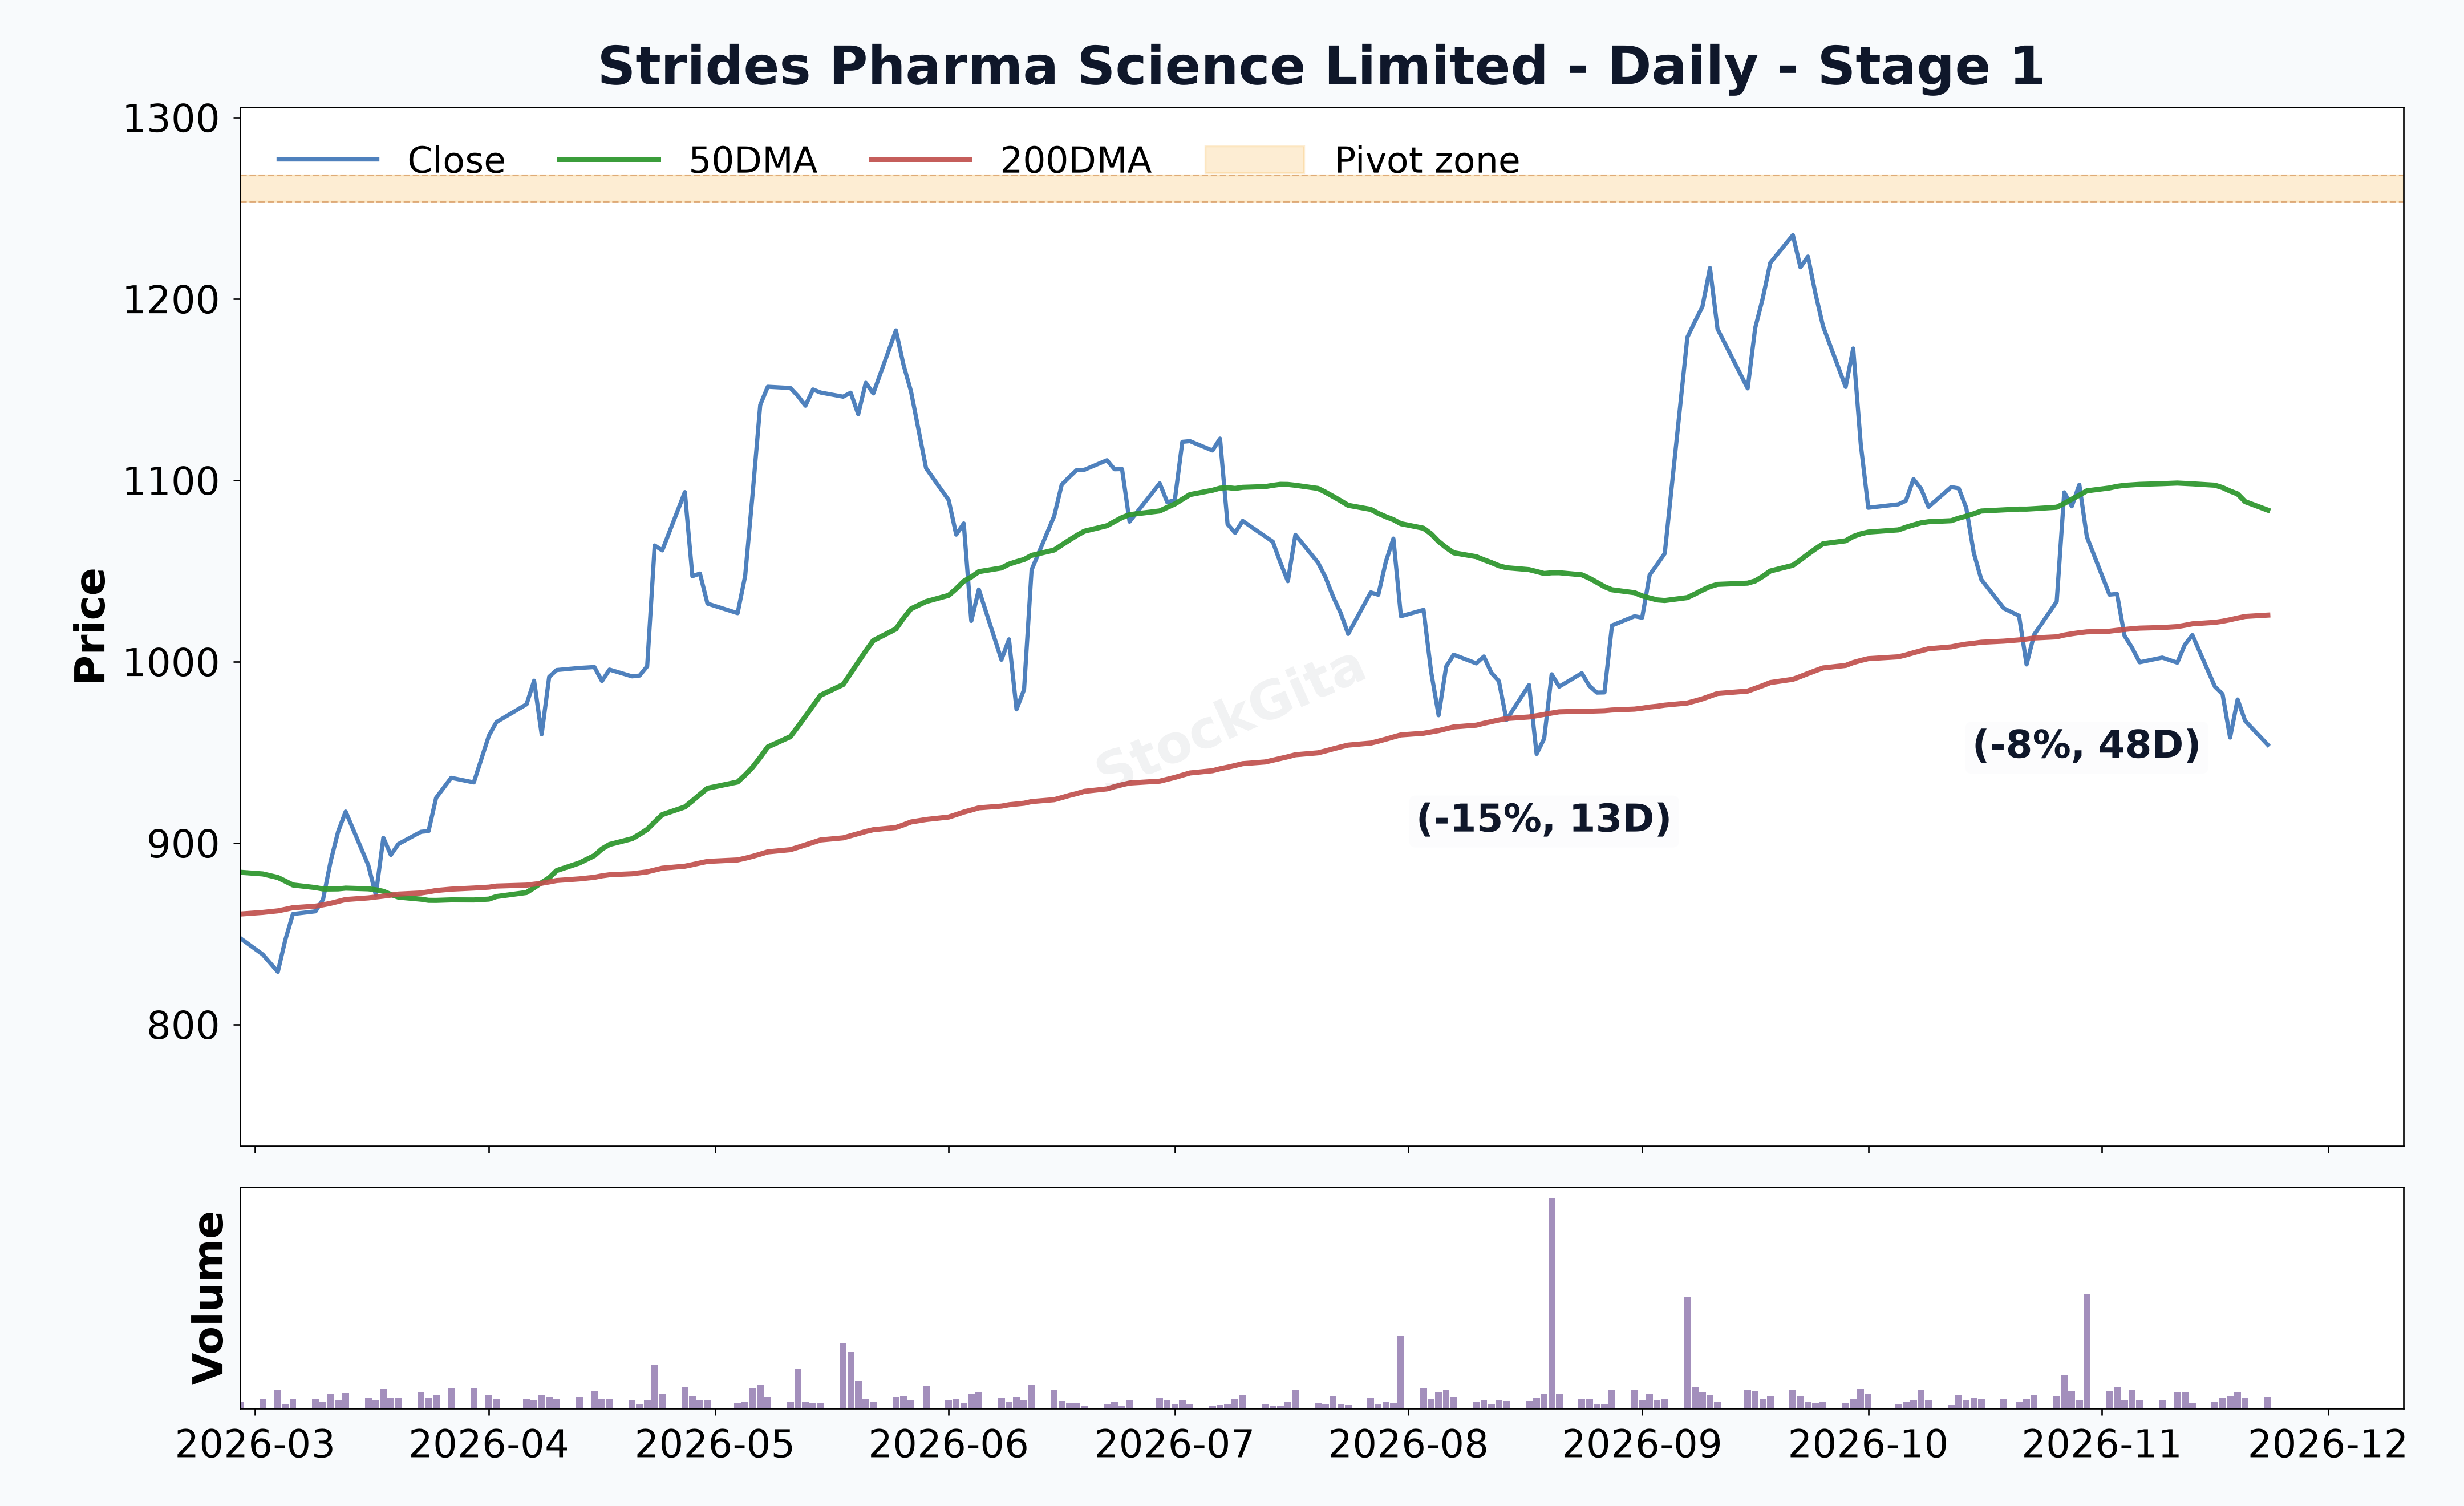 Strides Pharma Science Limited - Daily - Stage 1
1300
Close 50DMA 200DMA Pivot zone
1200
1100
1000
900
800
Price
StockGita
(-8%, 48D)
(-15%, 13D)
Volume
2026-03 2026-04 2026-05 2026-06 2026-07 2026-08 2026-09 2026-10 2026-11 2026-12